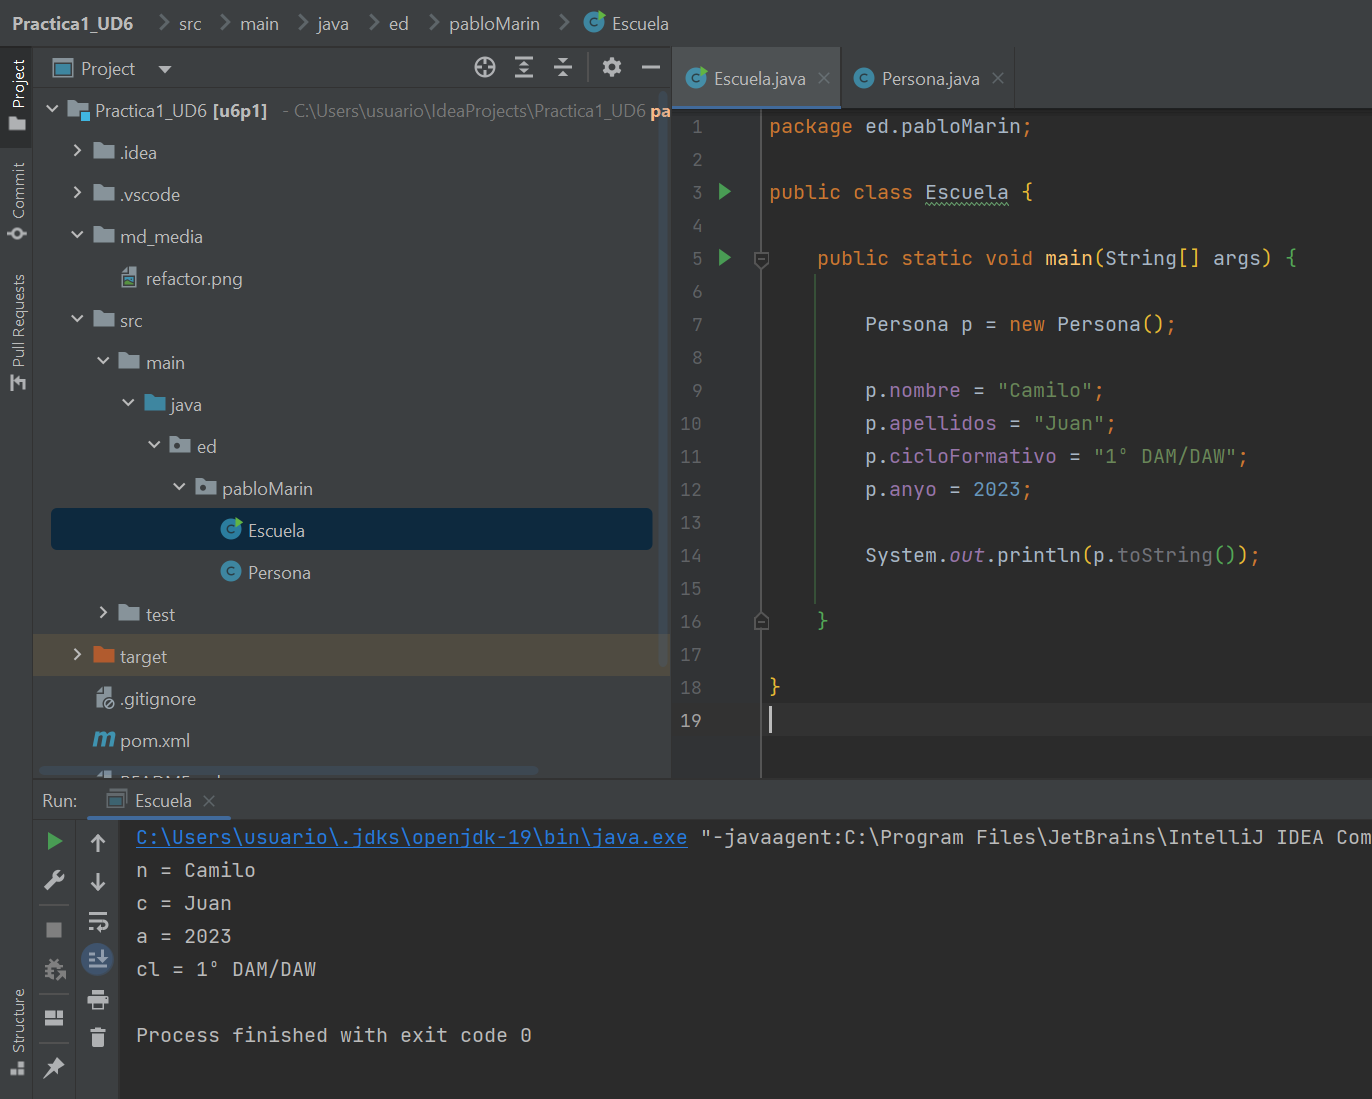 Practica1_UD6 src main java ed pabloMarin Escuela
Project
Commit
Pull Requests
Structure
Project
Practica1_UD6 [u6p1] - C:\Users\usuario\IdeaProjects\Practica1_UD6 pa
.idea
.vscode
md_media
refactor.png
src
main
java
ed
pabloMarin
Escuela
Persona
test
target
.gitignore
pom.xml
Escuela.java Persona.java
1 package ed.pabloMarin;
2
3 public class Escuela {
4
5 public static void main(String[] args) {
6
7 Persona p = new Persona();
8
9 p.nombre = "Camilo";
10 p.apellidos = "Juan";
11 p.cicloFormativo = "1° DAM/DAW";
12 p.anyo = 2023;
13
14 System.out.println(p.toString());
15
16 }
17
18 }
19
Run: Escuela
C:\Users\usuario\.jdks\openjdk-19\bin\java.exe "-javaagent:C:\Program Files\JetBrains\IntelliJ IDEA Com
n = Camilo
c = Juan
a = 2023
cl = 1° DAM/DAW
Process finished with exit code 0